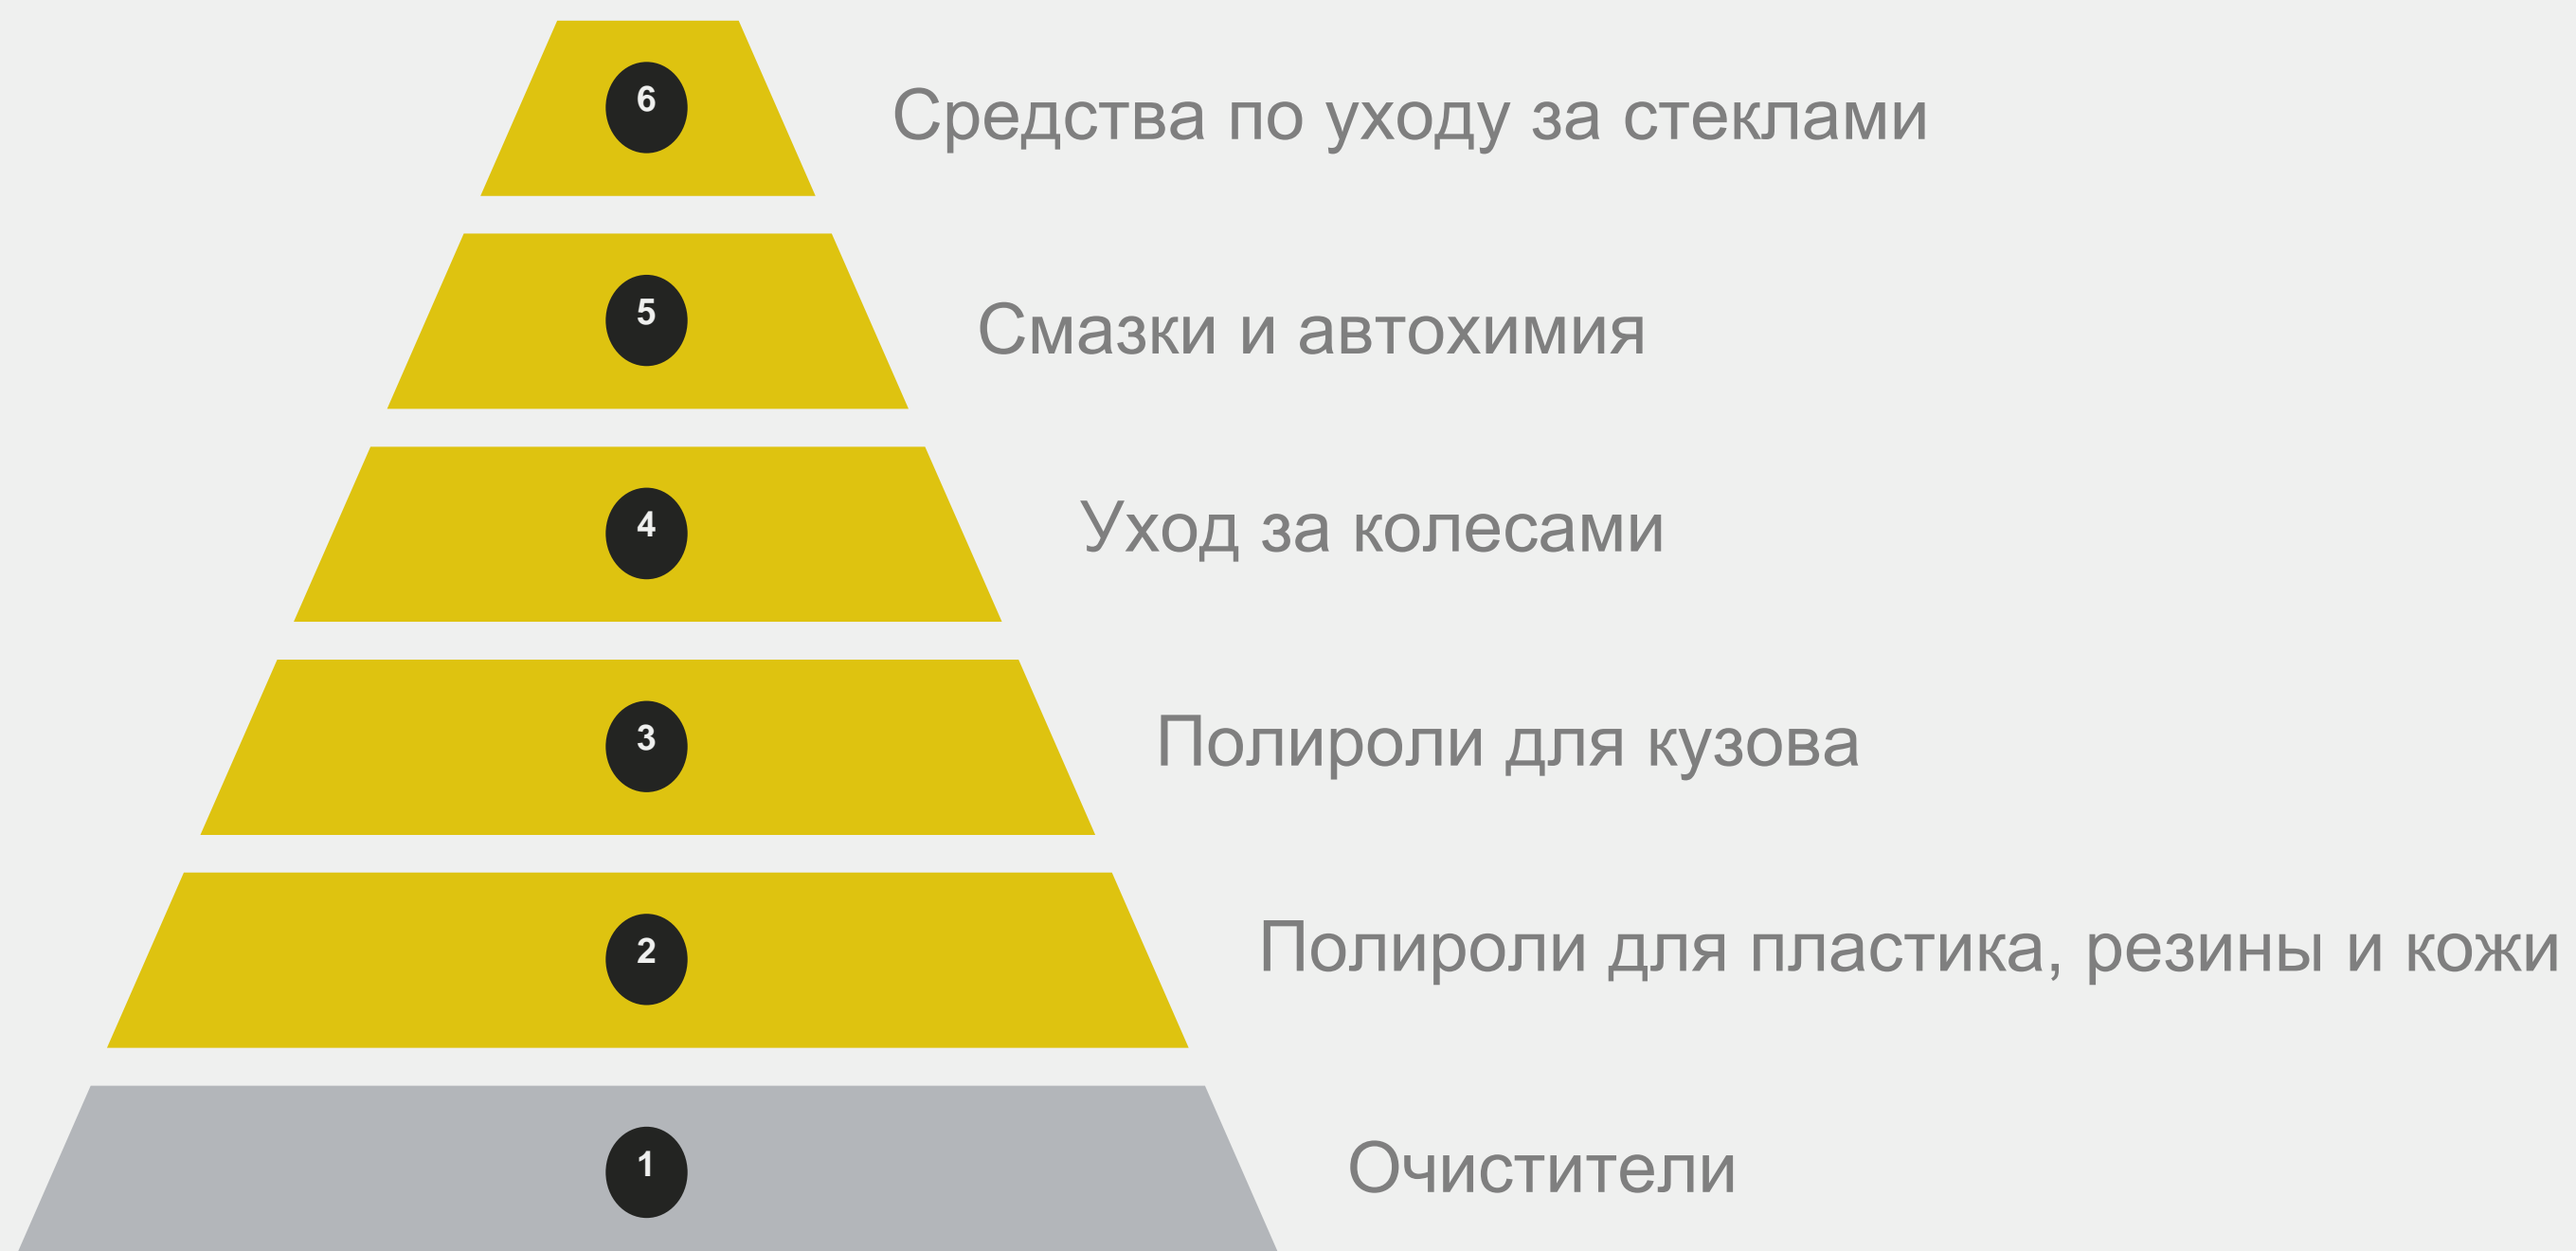 6
Средства по уходу за стеклами
5
Смазки и автохимия
4
Уход за колесами
3
Полироли для кузова
2
Полироли для пластика, резины и кожи
1
Очистители